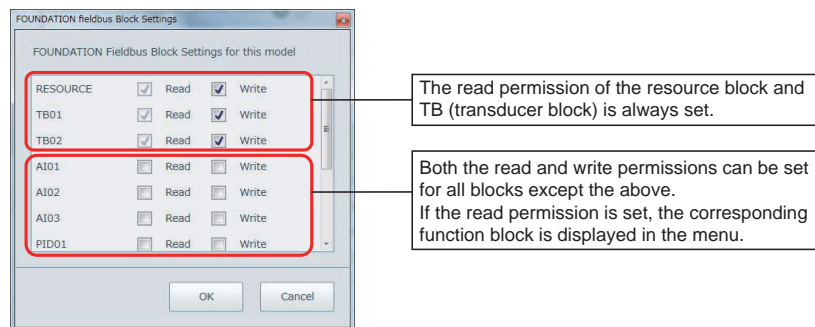 FOUNDATION fieldbus Block Settings
FOUNDATION Fieldbus Block Settings for this model
RESOURCE Read Write
TB01 Read Write
TB02 Read Write
AI01 Read Write
AI02 Read Write
AI03 Read Write
PID01 Read Write
OK Cancel
The read permission of the resource block and
TB (transducer block) is always set.
Both the read and write permissions can be set
for all blocks except the above.
If the read permission is set, the corresponding
function block is displayed in the menu.